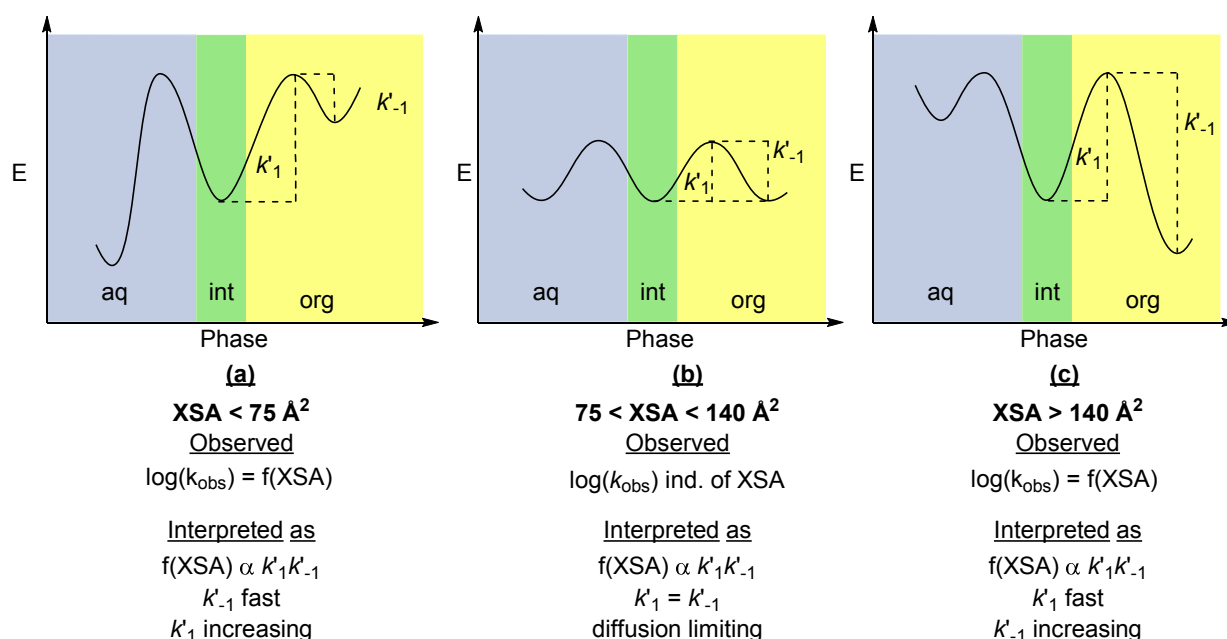 E
k'₁
k'₋₁
aq
int
org
Phase
(a)
XSA < 75 Å²
Observed
log(k_obs) = f(XSA)
Interpreted as
f(XSA) α k'₁k'₋₁
k'₋₁ fast
k'₁ increasing
E
k'₁
k'₋₁
aq
int
org
Phase
(b)
75 < XSA < 140 Å²
Observed
log(k_obs) ind. of XSA
Interpreted as
f(XSA) α k'₁k'₋₁
k'₁ = k'₋₁
diffusion limiting
E
k'₁
k'₋₁
aq
int
org
Phase
(c)
XSA > 140 Å²
Observed
log(k_obs) = f(XSA)
Interpreted as
f(XSA) α k'₁k'₋₁
k'₁ fast
k'₋₁ increasing